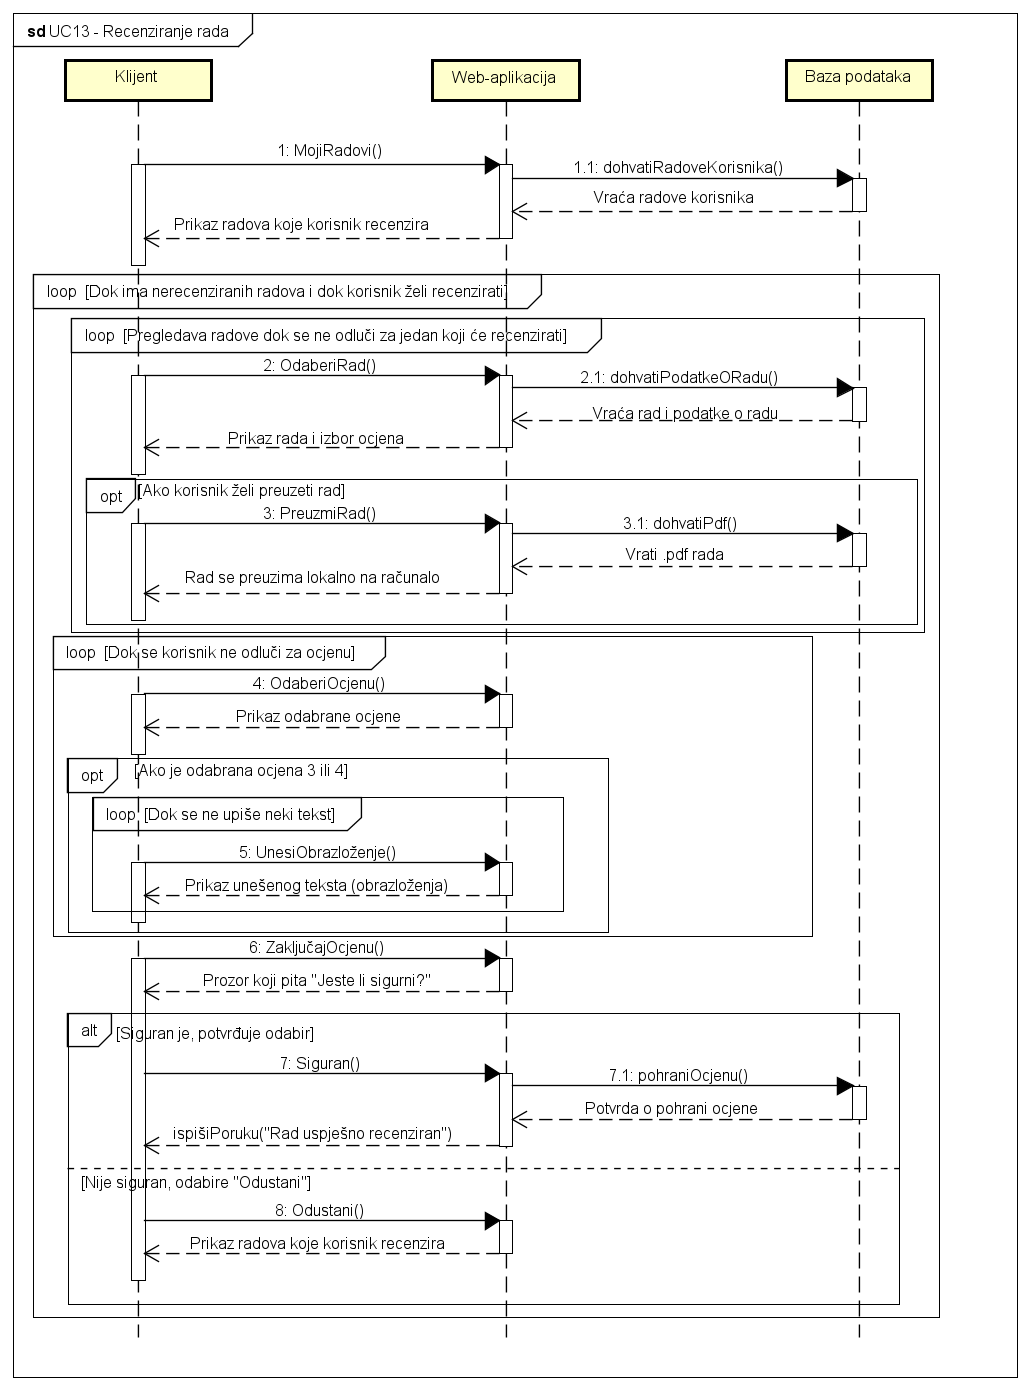 sd UC13 - Recenziranje rada
Klijent
Web-aplikacija
Baza podataka
1: MojiRadovi()
1.1: dohvatiRadoveKorisnika()
Vraća radove korisnika
Prikaz radova koje korisnik recenzira
loop [Dok ima nerecenziranih radova i dok korisnik želi recenzirati]
loop [Pregledava radove dok se ne odluči za jedan koji će recenzirati]
2: OdaberiRad()
2.1: dohvatiPodatkeORadu()
Vraća rad i podatke o radu
Prikaz rada i izbor ocjena
opt [Ako korisnik želi preuzeti rad]
3: PreuzmiRad()
3.1: dohvatiPdf()
Vrati .pdf rada
Rad se preuzima lokalno na računalo
loop [Dok se korisnik ne odluči za ocjenu]
4: OdaberiOcjenu()
Prikaz odabrane ocjene
opt [Ako je odabrana ocjena 3 ili 4]
loop [Dok se ne upiše neki tekst]
5: UnesiObrazloženje()
Prikaz unešenog teksta (obrazloženja)
6: ZaključajOcjenu()
Prozor koji pita "Jeste li sigurni?"
alt [Siguran je, potvrđuje odabir]
7: Siguran()
7.1: pohraniOcjenu()
Potvrda o pohrani ocjene
ispišiPoruku("Rad uspješno recenziran")
[Nije siguran, odabire "Odustani"]
8: Odustani()
Prikaz radova koje korisnik recenzira